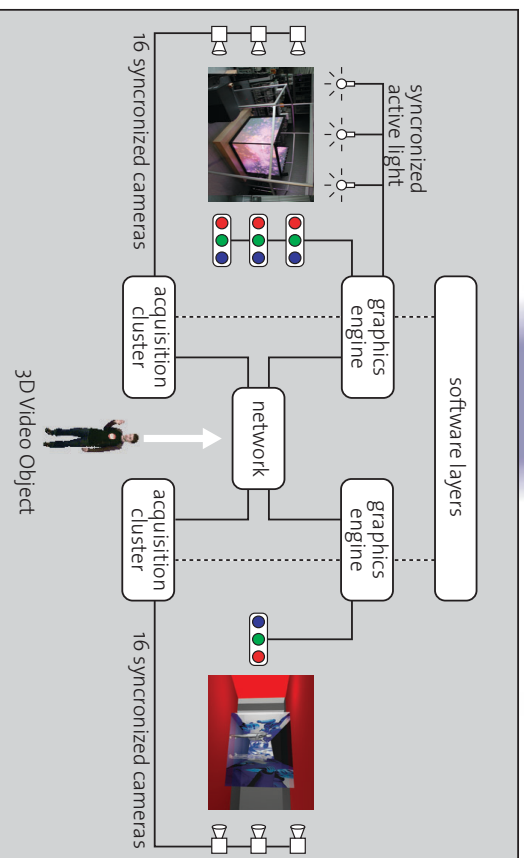 software layers
syncronized
active light
graphics
engine
graphics
engine
network
acquisition
cluster
acquisition
cluster
16 syncronized cameras
16 syncronized cameras
3D Video Object